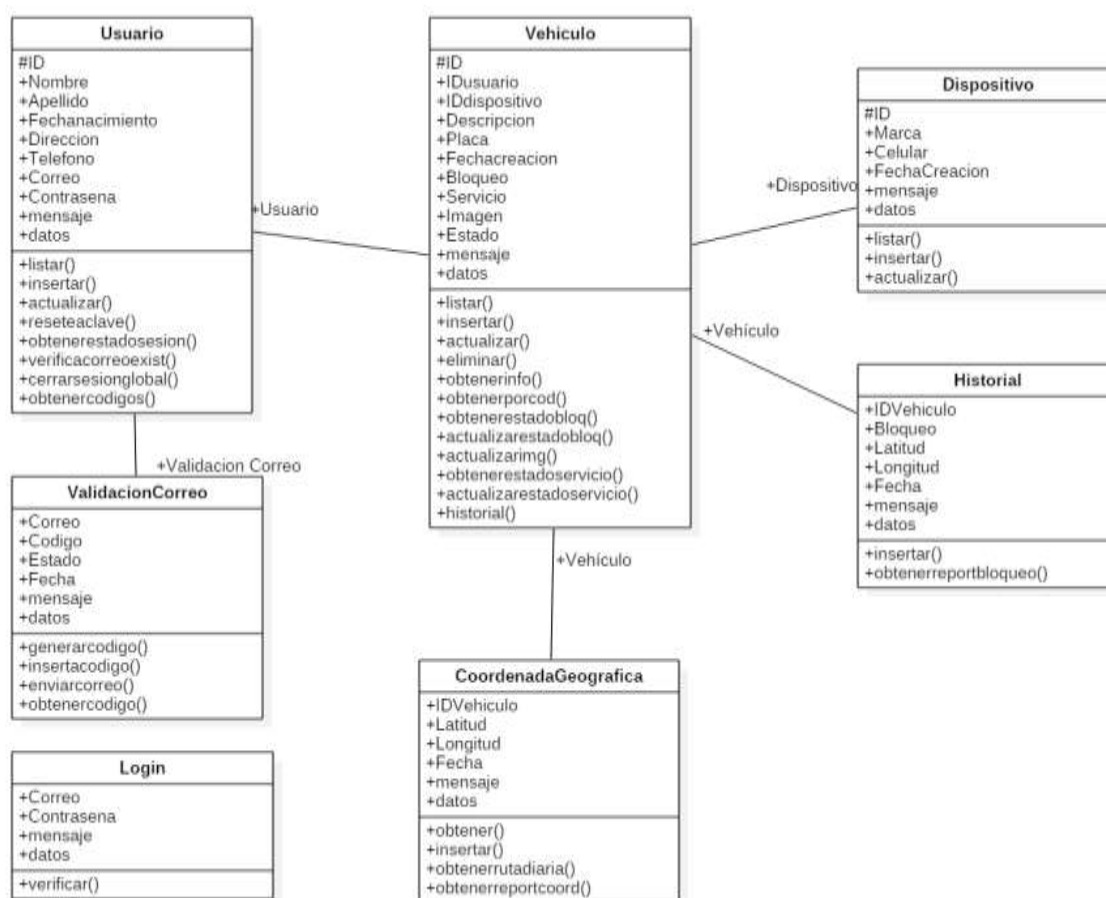 Usuario
#ID
+Nombre
+Apellido
+Fechanacimiento
+Direccion
+Telefono
+Correo
+Contrasena
+mensaje
+datos
+listar()
+insertar()
+actualizar()
+reseteaclave()
+obtenerestadosesion()
+verificacorreoexist()
+cerrarsesionglobal()
+obtenercodigos()
+Usuario
Vehiculo
#ID
+IDusuario
+IDdispositivo
+Descripcion
+Placa
+Fechacreacion
+Bloqueo
+Servicio
+Imagen
+Estado
+mensaje
+datos
+listar()
+insertar()
+actualizar()
+eliminar()
+obtenerinfo()
+obtenerporcod()
+obtenerestadobloq()
+actualizarestadobloq()
+actualizarimg()
+obtenerestadoservicio()
+actualizarestadoservicio()
+historial()
+Dispositivo
Dispositivo
#ID
+Marca
+Celular
+FechaCreacion
+mensaje
+datos
+listar()
+insertar()
+actualizar()
+Vehículo
Historial
+IDVehiculo
+Bloqueo
+Latitud
+Longitud
+Fecha
+mensaje
+datos
+insertar()
+obtenerreportbloqueo()
+Validacion Correo
ValidacionCorreo
+Correo
+Codigo
+Estado
+Fecha
+mensaje
+datos
+generarcodigo()
+insertacodigo()
+enviarcorreo()
+obtenercodigo()
+Vehículo
CoordenadaGeografica
+IDVehiculo
+Latitud
+Longitud
+Fecha
+mensaje
+datos
+obtener()
+insertar()
+obtenerrutadiaria()
+obtenerreportcoord()
Login
+Correo
+Contrasena
+mensaje
+datos
+verificar()